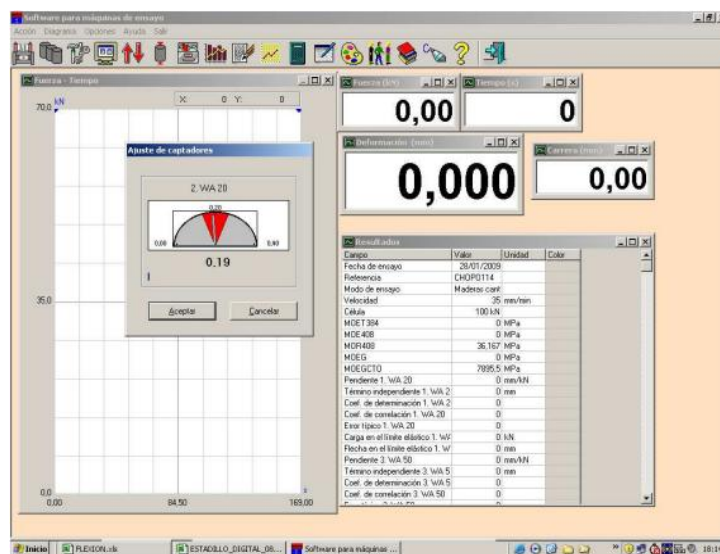 Software para máquinas de ensayo
Acción Diagrama Opciones Ayuda Salir
Fuerza - Tiempo
X: 0 Y: 0
70,0 kN
35,0
0,0
0,00 84,50 169,00
s
Ajuste de captadores
2. WA 20
0,20
0,00 0,40
0.19
Aceptar Cancelar
Fuerza (kN)
0,00
Tiempo (s)
0
Deformación (mm)
0,000
Carrera (mm)
0,00
Resultados
Campo Valor Unidad Color
Fecha de ensayo 28/01/2009
Referencia CHOPO114
Modo de ensayo Maderas cant
Velocidad 35 mm/min
Célula 100 kN
MOET384 0 MPa
MOE408 0 MPa
MOR408 36,167 MPa
MOEG 0 MPa
MOEGCTO 7895,5 MPa
Pendiente 1. WA 20 0 mm/kN
Término independiente 1. WA 2 0 mm
Coef. de determinación 1. WA 2 0
Coef. de correlación 1. WA 20 0
Error típico 1. WA 20 0
Carga en el límite elástico 1. WA 0 kN
Flecha en el límite elástico 1. W 0 mm
Pendiente 3. WA 50 0 mm/kN
Término independiente 3. WA 5 0 mm
Coef. de determinación 3. WA 5 0
Coef. de correlación 3. WA 50 0
Inicio FLEXION.xls ESTADILLO_DIGITAL_08... Software para máquinas ...